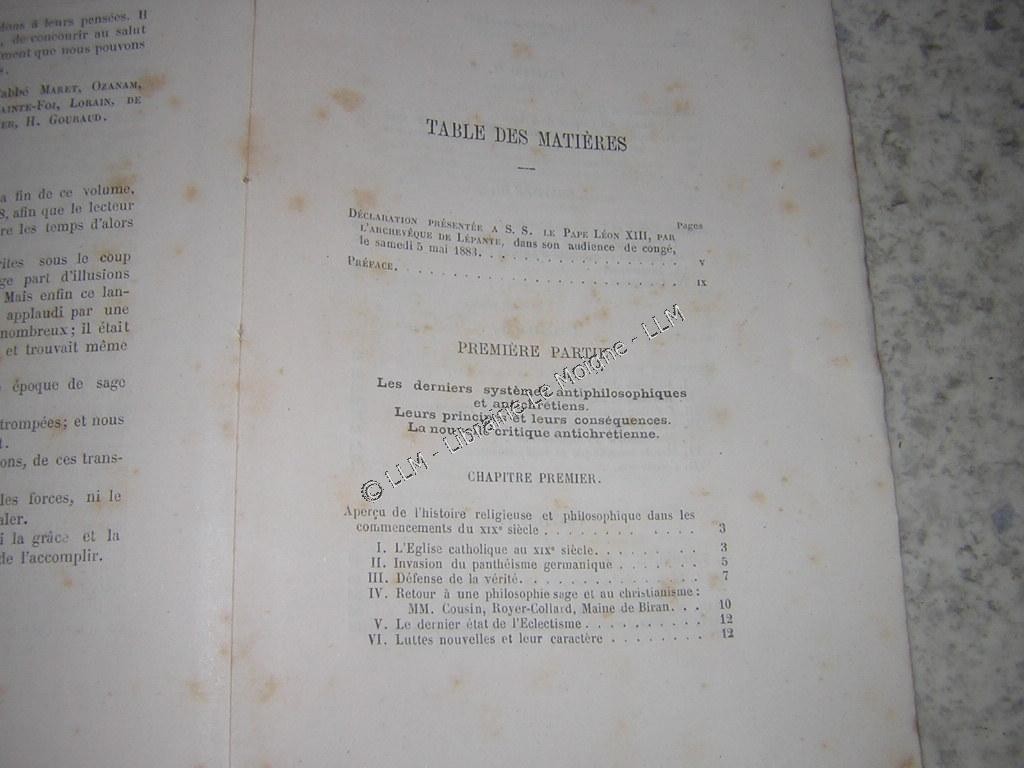 dans à leurs pensées. Il
de concourir au salut
ment que nous pouvons
s.
l'abbé MARET, OZANAM,
AINTE-FOI, LORAIN, DE
ER, H. GOURAUD.
a fin de ce volume,
8, afin que le lecteur
re les temps d'alors
rites sous le coup
ge part d'illusions
Mais enfin ce lan-
applaudi par une
nombreux ; il était
et trouvait même
époque de sage
trompées; et nous
t.
ons, de ces trans-
les forces, ni le
aler.
i la grâce et la
de l'accomplir.
TABLE DES MATIÈRES
Pages
DÉCLARATION PRÉSENTÉE A S. S. LE PAPE LÉON XIII, PAR
L'ARCHEVÊQUE DE LÉPANTE, dans son audience de congé,
le samedi 5 mai 1883. . . . . . . . . . . . . . . . . V
PRÉFACE. . . . . . . . . . . . . . . . . . . . . . . IX
PREMIÈRE PARTIE
Les derniers systèmes antiphilosophiques
et antichrétiens.
Leurs principes et leurs conséquences.
La nouvelle critique antichrétienne.
© LLM - Librairie Le Moigne - LLM
CHAPITRE PREMIER.
Aperçu de l'histoire religieuse et philosophique dans les
commencements du XIXe siècle . . . . . . . . . . . . 3
I. L'Eglise catholique au XIXe siècle. . . . . . . . . 3
II. Invasion du panthéisme germanique . . . . . . . 5
III. Défense de la vérité. . . . . . . . . . . . . . . . 7
IV. Retour à une philosophie sage et au christianisme :
MM. Cousin, Royer-Collard, Maine de Biran. . . 10
V. Le dernier état de l'Eclectisme . . . . . . . . . . 12
VI. Luttes nouvelles et leur caractère . . . . . . . . 12